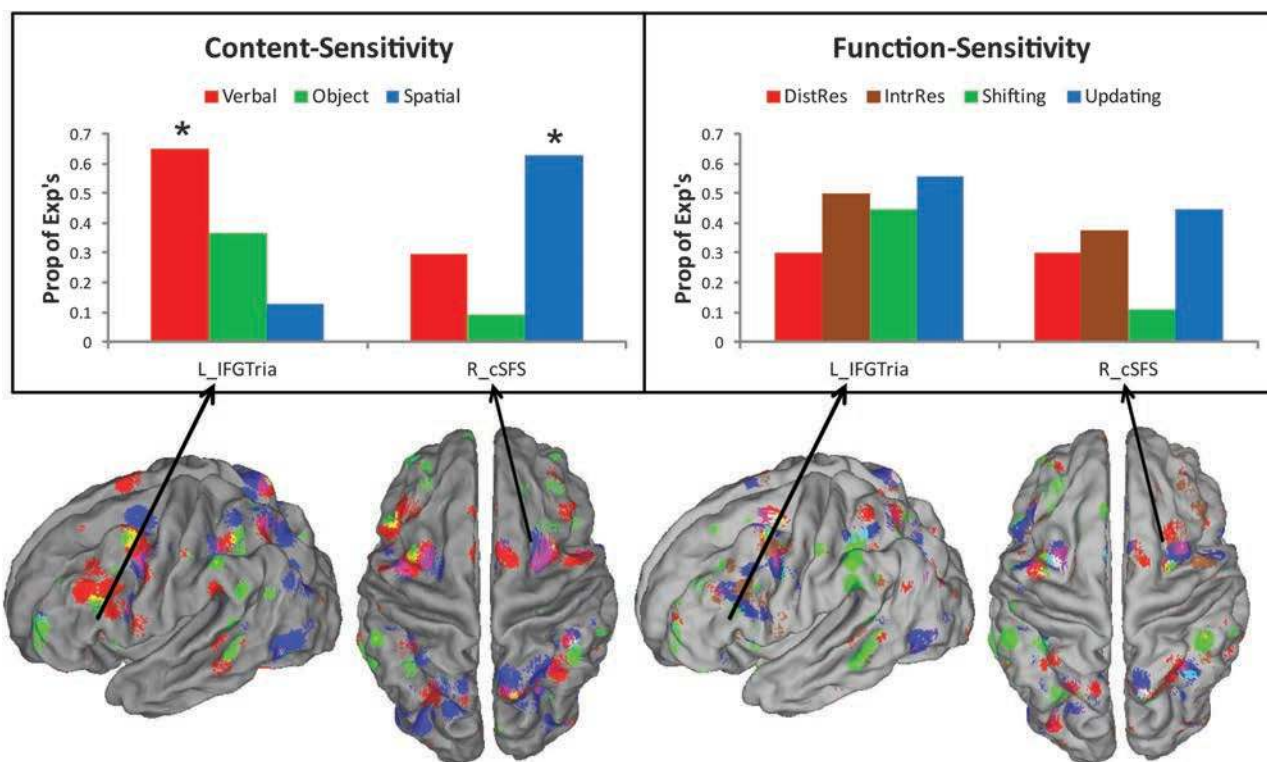 Content-Sensitivity
Verbal Object Spatial
*
*
Prop of Exp's
0.7
0.6
0.5
0.4
0.3
0.2
0.1
0
L_IFGTria
R_cSFS
Function-Sensitivity
DistRes IntrRes Shifting Updating
Prop of Exp's
0.7
0.6
0.5
0.4
0.3
0.2
0.1
0
L_IFGTria
R_cSFS